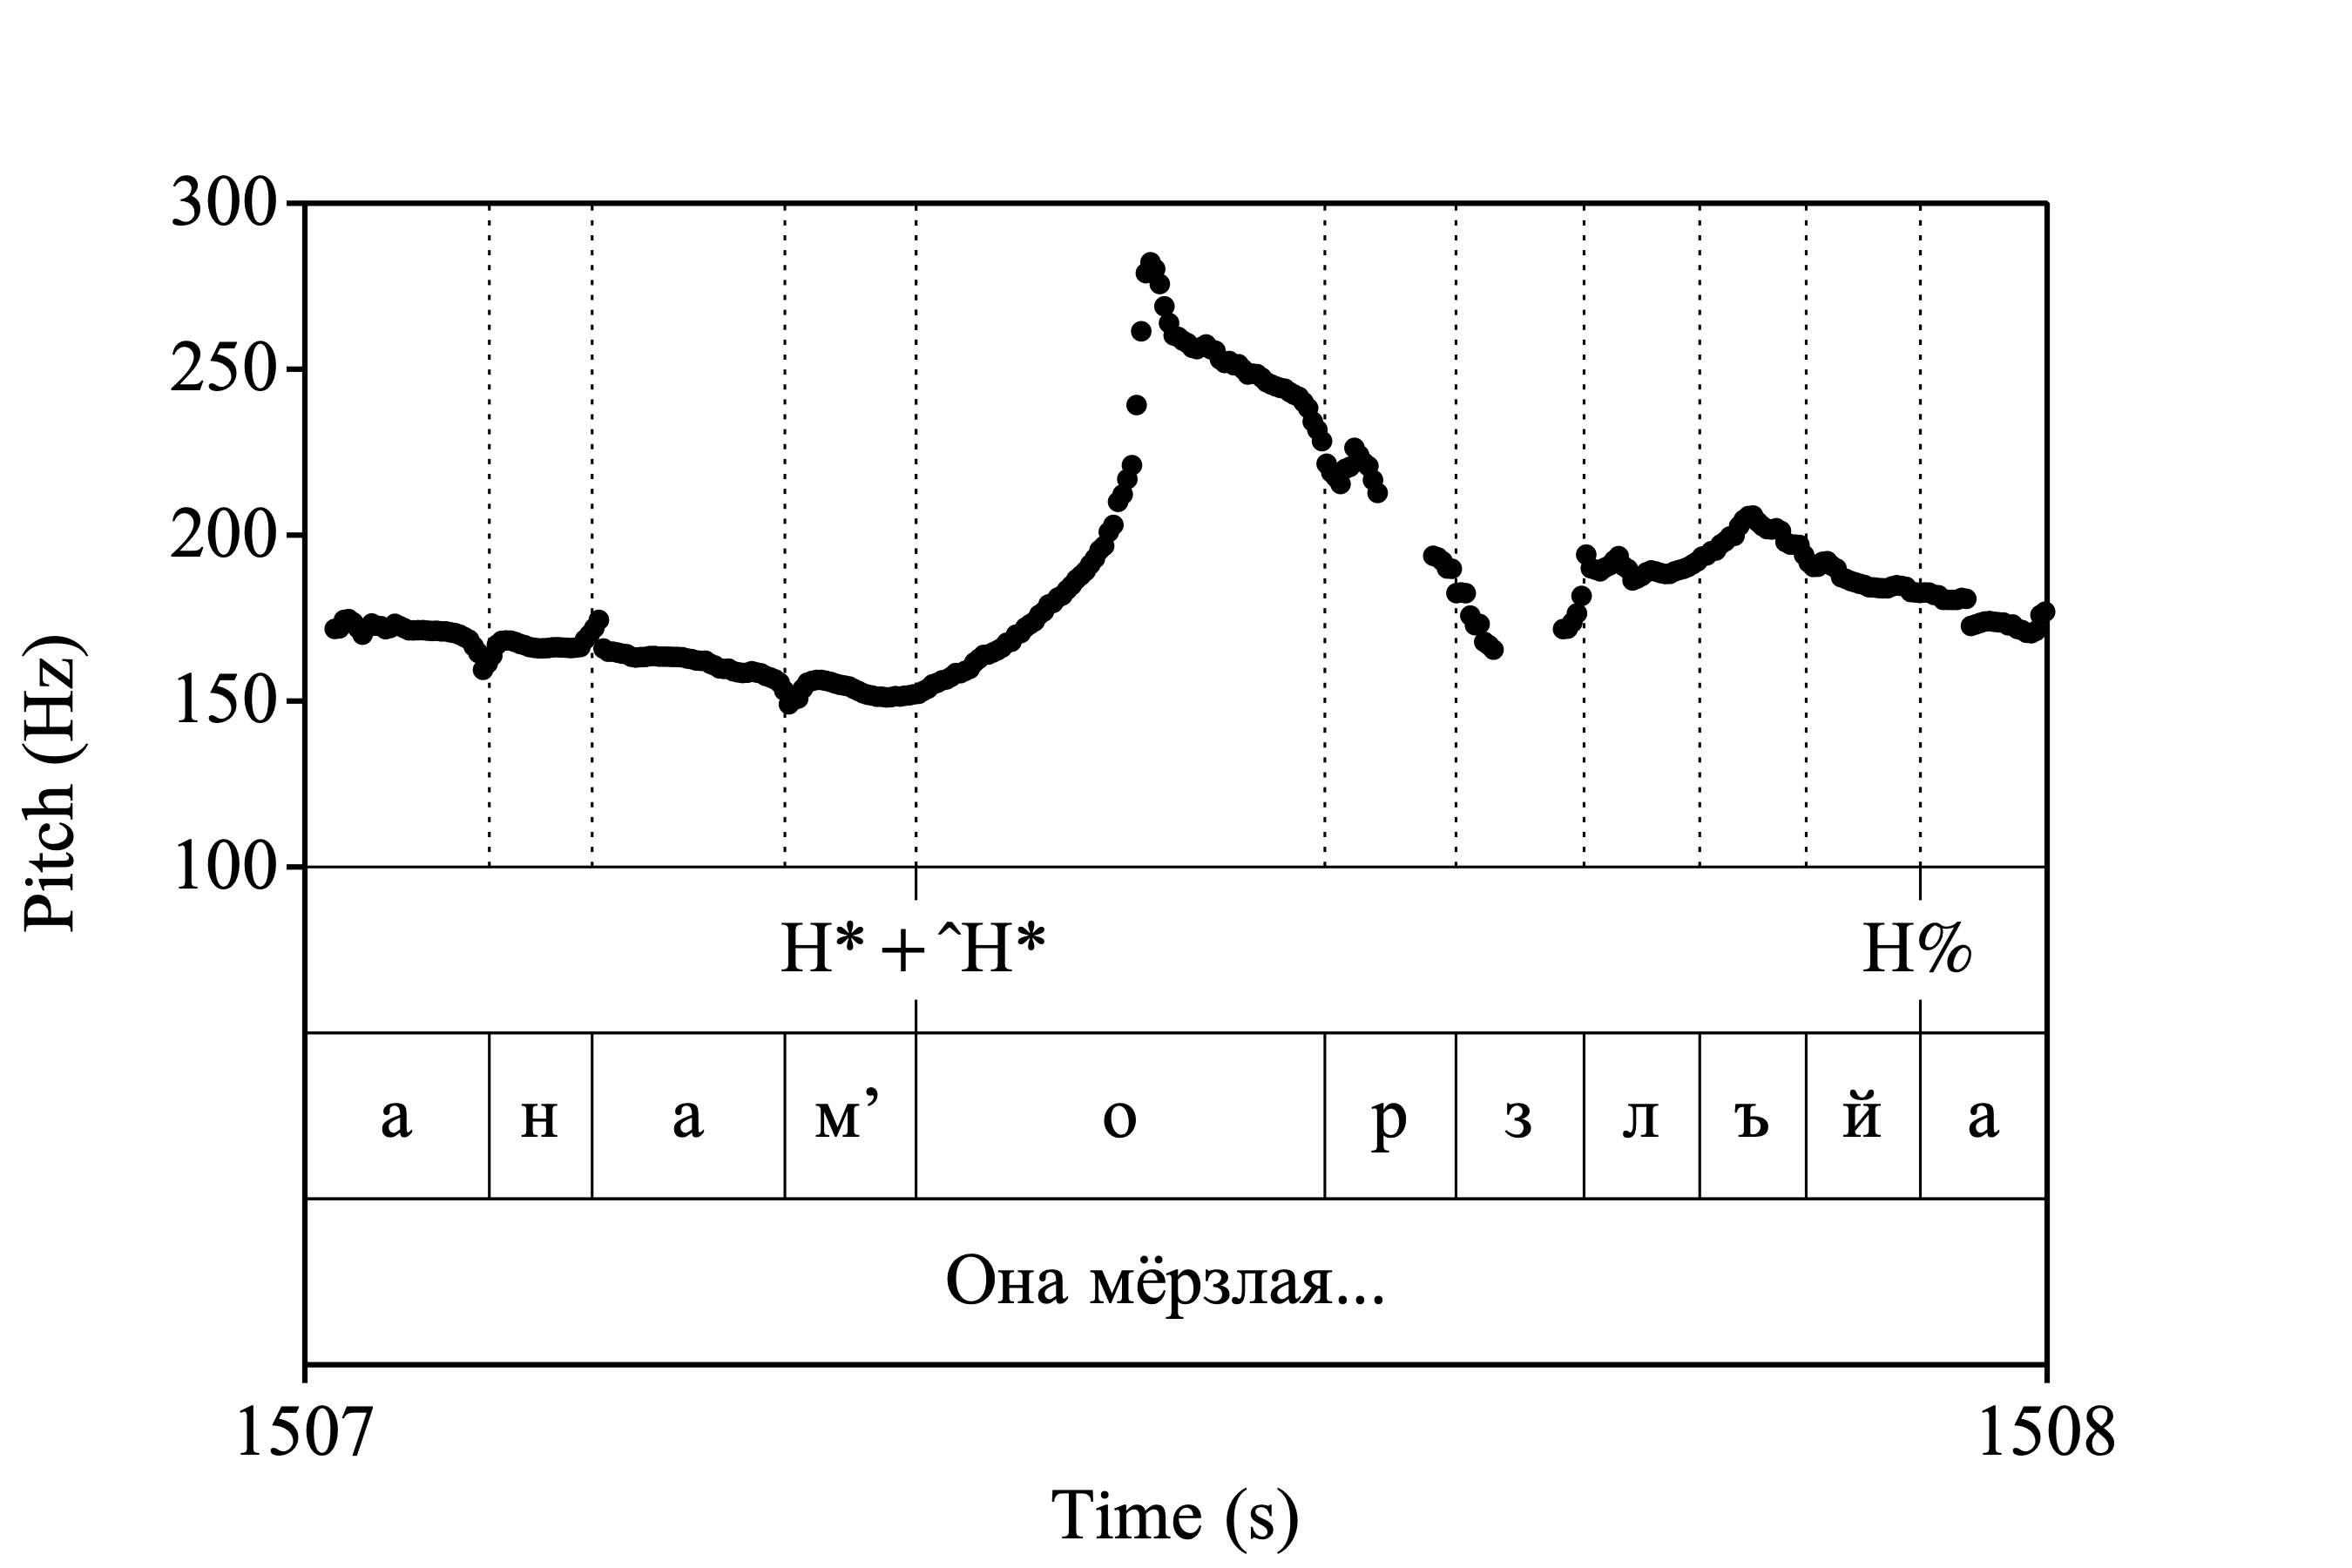 300
250
200
150
100
Pitch (Hz)
H* + ˆH* H%
а н а м’ о р з л ъ й а
Она мёрзлая...
1507 1508
Time (s)